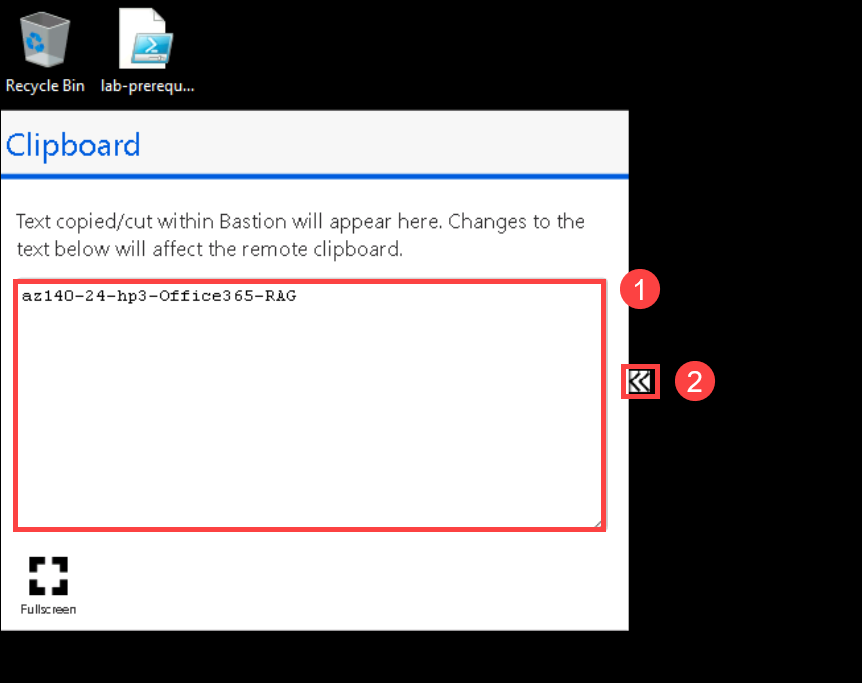 Recycle Bin
lab-prerequ...
Clipboard
Text copied/cut within Bastion will appear here. Changes to the
text below will affect the remote clipboard.
az140-24-hp3-Office365-RAG
1
2
Fullscreen